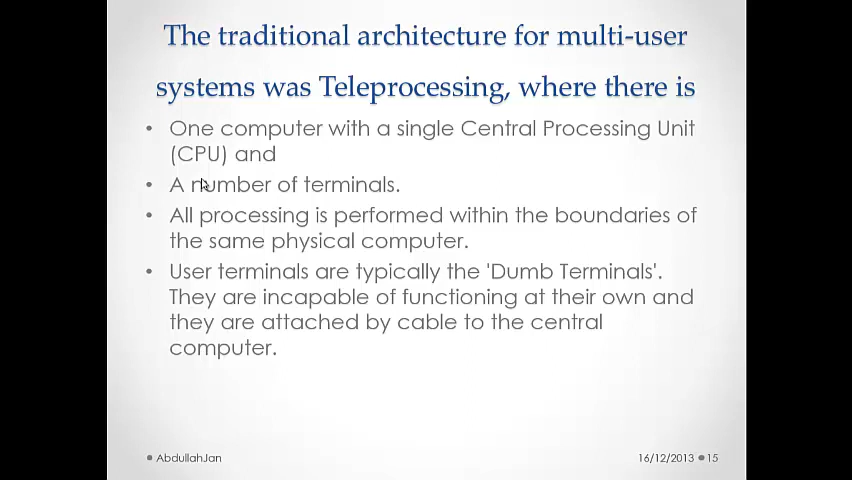 The traditional architecture for multi-user
systems was Teleprocessing, where there is
• One computer with a single Central Processing Unit
(CPU) and
• A number of terminals.
• All processing is performed within the boundaries of
the same physical computer.
• User terminals are typically the 'Dumb Terminals'.
They are incapable of functioning at their own and
they are attached by cable to the central
computer.
• AbdullahJan
16/12/2013 • 15